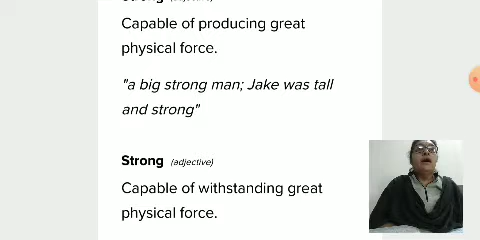 Capable of producing great
physical force.
"a big strong man; Jake was tall
and strong"
Strong (adjective)
Capable of withstanding great
physical force.